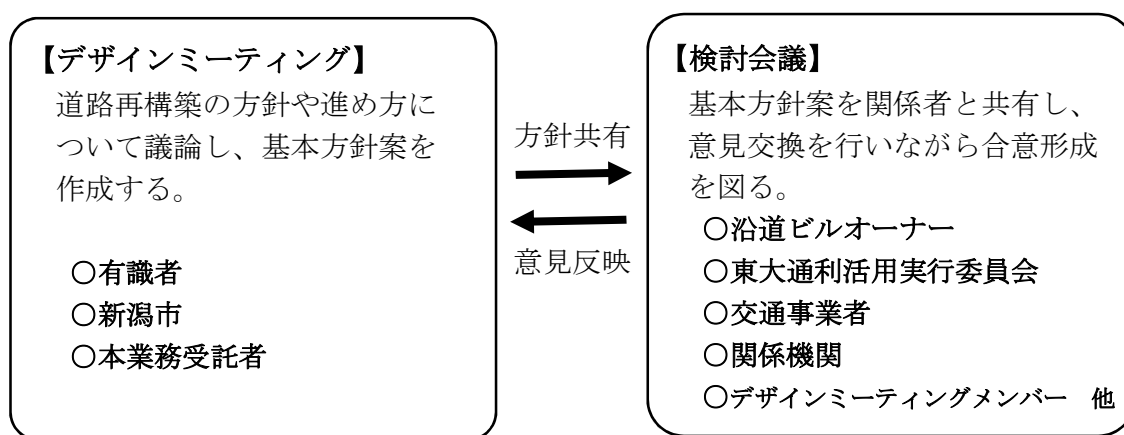 【デザインミーティング】
道路再構築の方針や進め方に
ついて議論し、基本方針案を
作成する。
○有識者
○新潟市
○本業務受託者
方針共有
意見反映
【検討会議】
基本方針案を関係者と共有し、
意見交換を行いながら合意形成
を図る。
○沿道ビルオーナー
○東大通利活用実行委員会
○交通事業者
○関係機関
○デザインミーティングメンバー　他